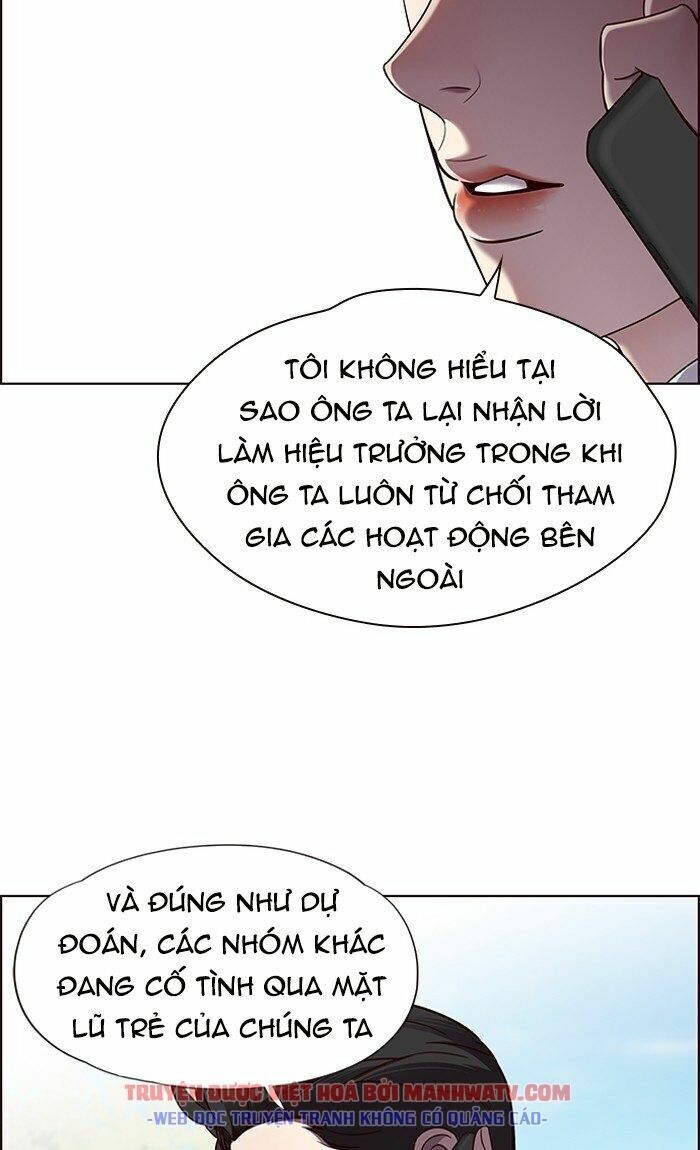 TÔI KHÔNG HIỂU TẠI
SAO ÔNG TA LẠI NHẬN LỜI
LÀM HIỆU TRƯỞNG TRONG KHI
ÔNG TA LUÔN TỪ CHỐI THAM
GIA CÁC HOẠT ĐỘNG BÊN
NGOÀI
VÀ ĐÚNG NHƯ DỰ
ĐOÁN, CÁC NHÓM KHÁC
ĐANG CỐ TÌNH QUA MẶT
LŨ TRẺ CỦA CHÚNG TA
TRUYỆN ĐƯỢC VIỆT HOÁ BỞI MANHWATV.COM
-WEB ĐỌC TRUYỆN TRANH KHÔNG CÓ QUẢNG CÁO-